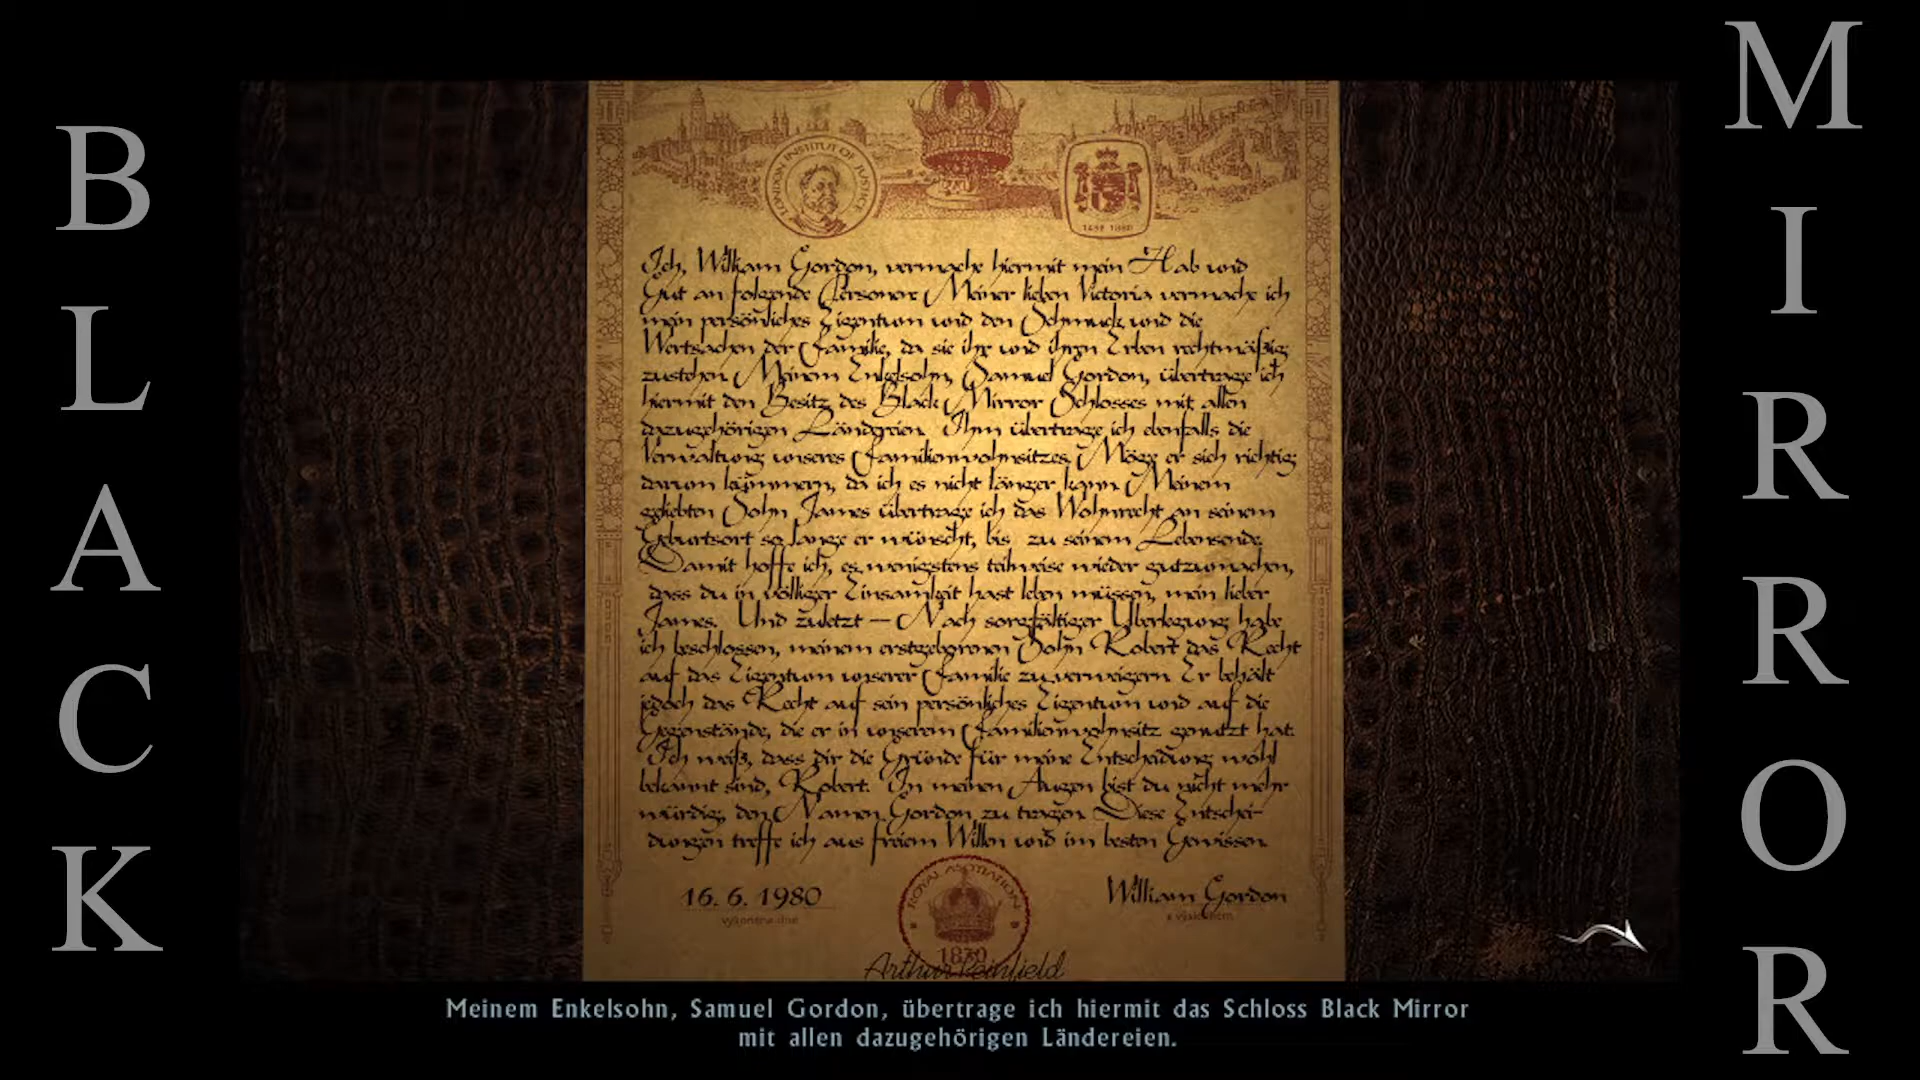 BLACK
MIRROR
LONDON INSTITUT OF JUSTICE
Ich, William Gordon, vermache hiermit mein Hab und
Gut an folgende Personen: Meiner lieben Victoria vermache ich
mein persönliches Eigentum und den Schmuck und die
Wertsachen der Familie, da sie ihr und ihren Erben rechtmäßig
zustehen. Meinem Enkelsohn, Samuel Gordon, übertrage ich
hiermit den Besitz des Black Mirror Schlosses mit allen
dazugehörigen Ländereien. Ihm übertrage ich ebenfalls die
Verwaltung unseres Familienwohnsitzes. Möge er sich richtig
darum kümmern, da ich es nicht länger kann. Meinem
geliebten Sohn James übertrage ich das Wohnrecht an seinem
Geburtsort so lange er wünscht, bis zu seinem Lebensende.
Damit hoffe ich, es wenigstens teilweise wieder gutzumachen,
dass du in völliger Einsamkeit hast leben müssen, mein lieber
James. Und zuletzt – Nach sorgfältiger Überlegung habe
ich beschlossen, meinem erstgeborenen Sohn Robert das Recht
auf das Eigentum unserer Familie zu verweigern. Er behält
jedoch das Recht auf sein persönliches Eigentum und auf die
Gegenstände, die er in unserem Familienwohnsitz genutzt hat.
Ich weiß, dass dir die Gründe für meine Entscheidung wohl
bekannt sind, Robert. In meinen Augen bist du nicht mehr
würdig, den Namen Gordon zu tragen. Diese Entschei-
dungen treffe ich aus freiem Willen und im besten Gewissen.
16. 6. 1980
William Gordon
ROYAL ASOTIATION
1830
Arthur Reinfield
Meinem Enkelsohn, Samuel Gordon, übertrage ich hiermit das Schloss Black Mirror
mit allen dazugehörigen Ländereien.